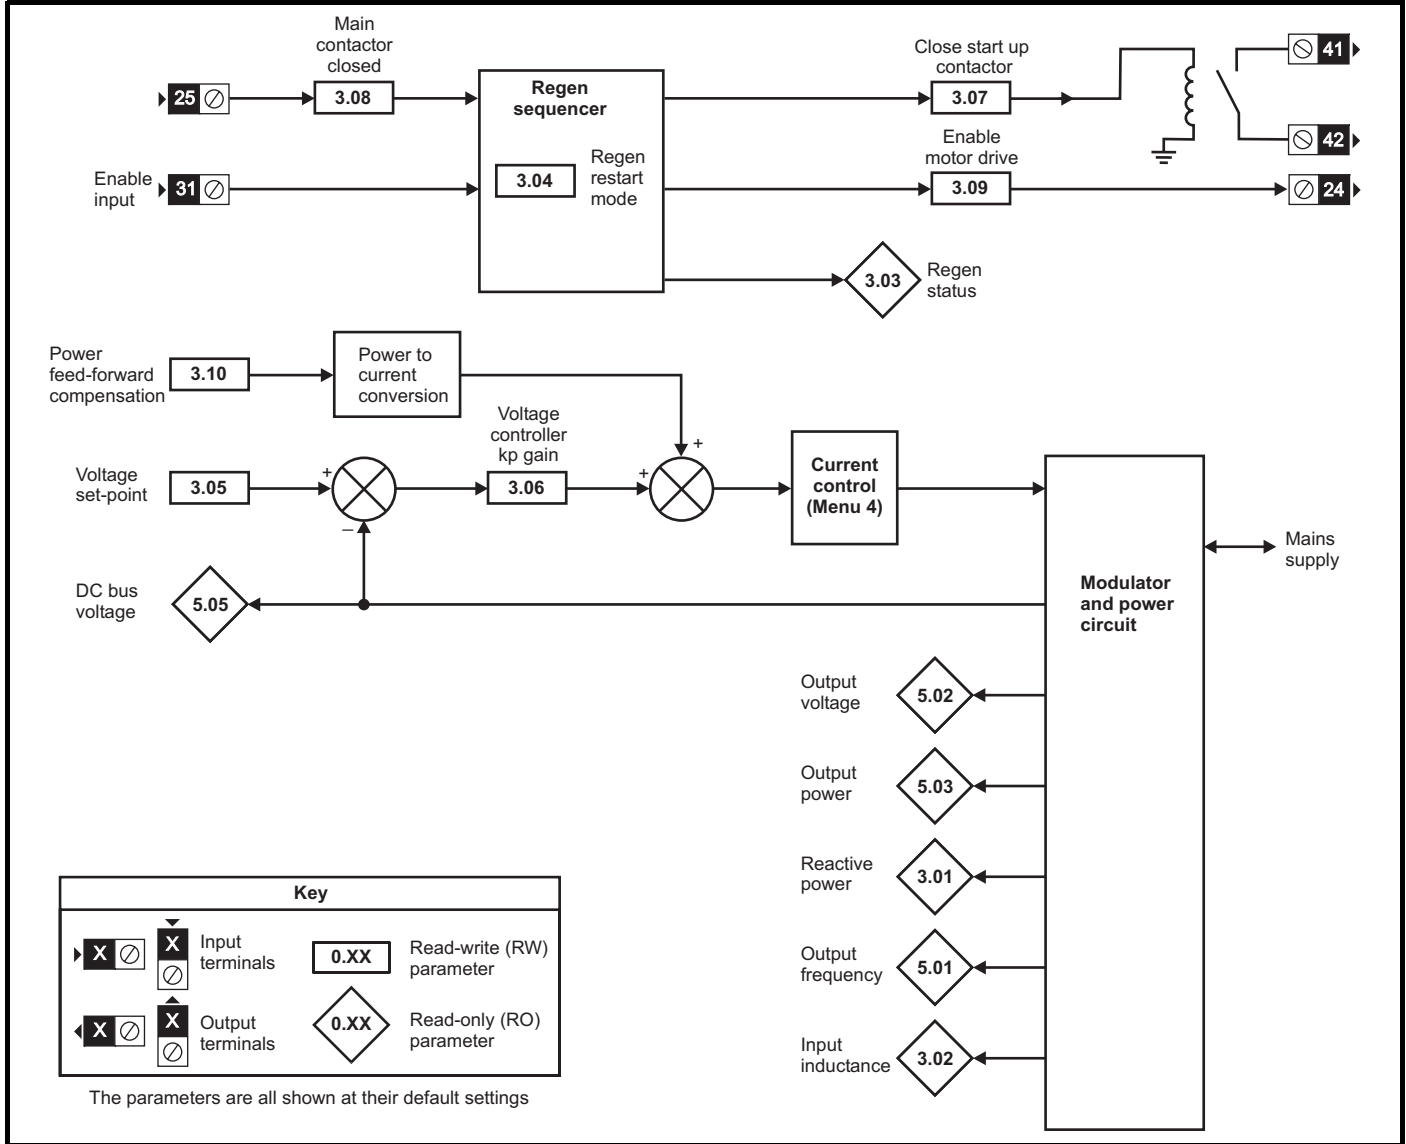 Main
contactor
closed
25
3.08
Regen
sequencer
Close start up
contactor
3.07
41
Enable
input
31
3.04
Regen
restart
mode
Enable
motor drive
3.09
42
24
3.03
Regen
status
Power
feed-forward
compensation
3.10
Power to
current
conversion
Voltage
controller
kp gain
+
Voltage
set-point
3.05
+
–
3.06
+
Current
control
(Menu 4)
Mains
supply
DC bus
voltage
5.05
Modulator
and power
circuit
Output
voltage
5.02
Output
power
5.03
Reactive
power
3.01
Output
frequency
5.01
Input
inductance
3.02
Key
X
X
Input
terminals
0.XX
Read-write (RW)
parameter
X
X
Output
terminals
0.XX
Read-only (RO)
parameter
The parameters are all shown at their default settings